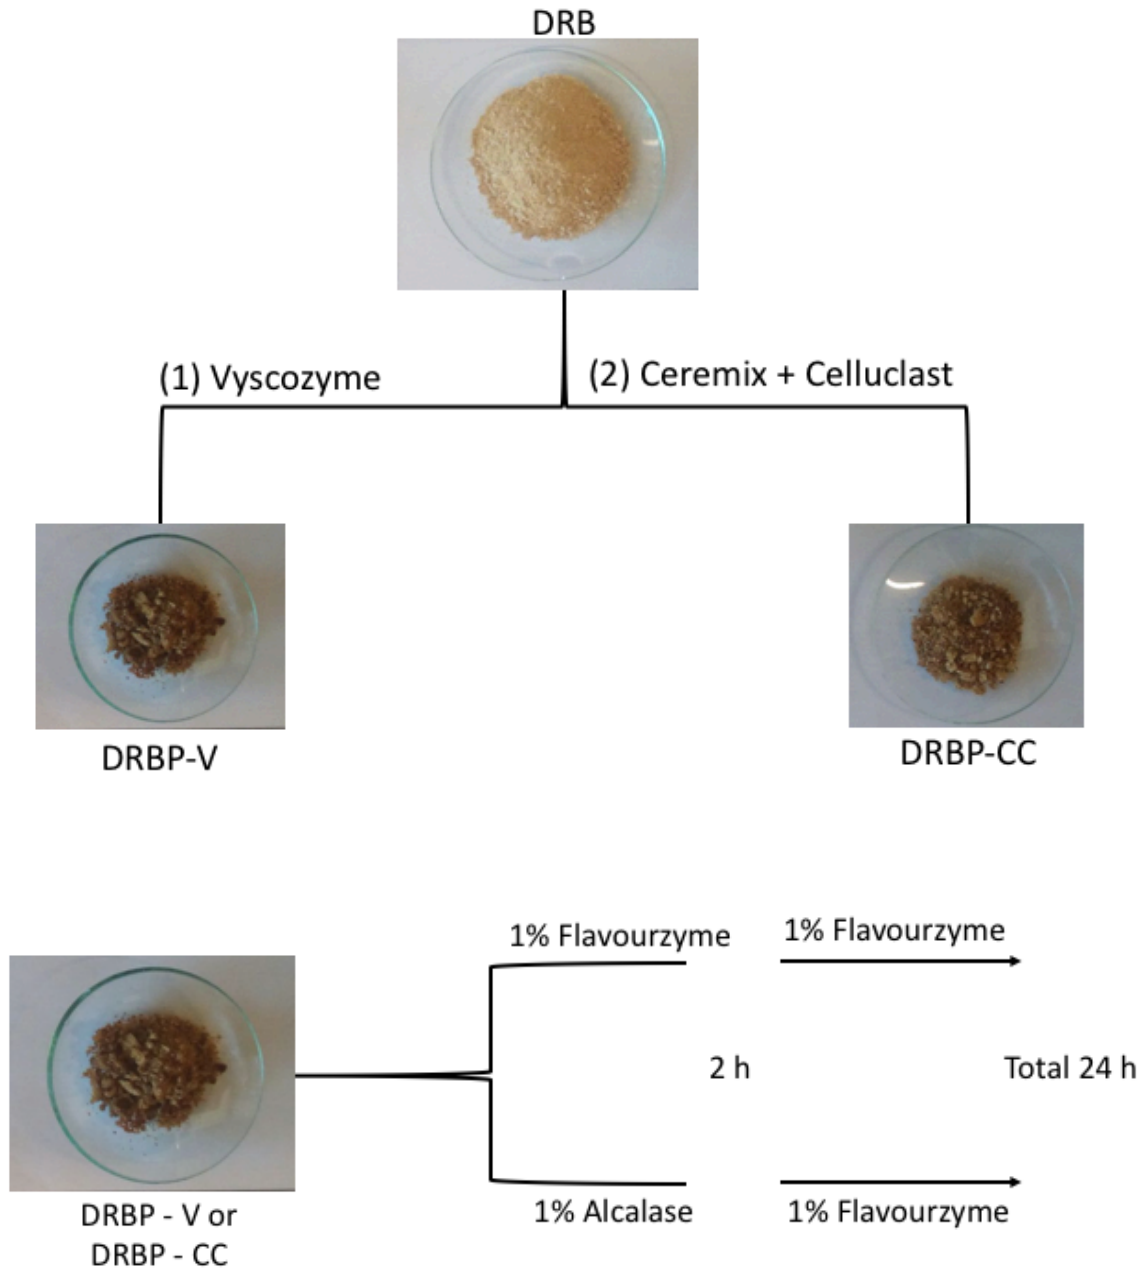 DRB
(1) Vyscozyme
(2) Ceremix + Celluclast
DRBP-V
DRBP-CC
1% Flavourzyme
1% Flavourzyme
2 h
Total 24 h
1% Alcalase
1% Flavourzyme
DRBP - V or
DRBP - CC